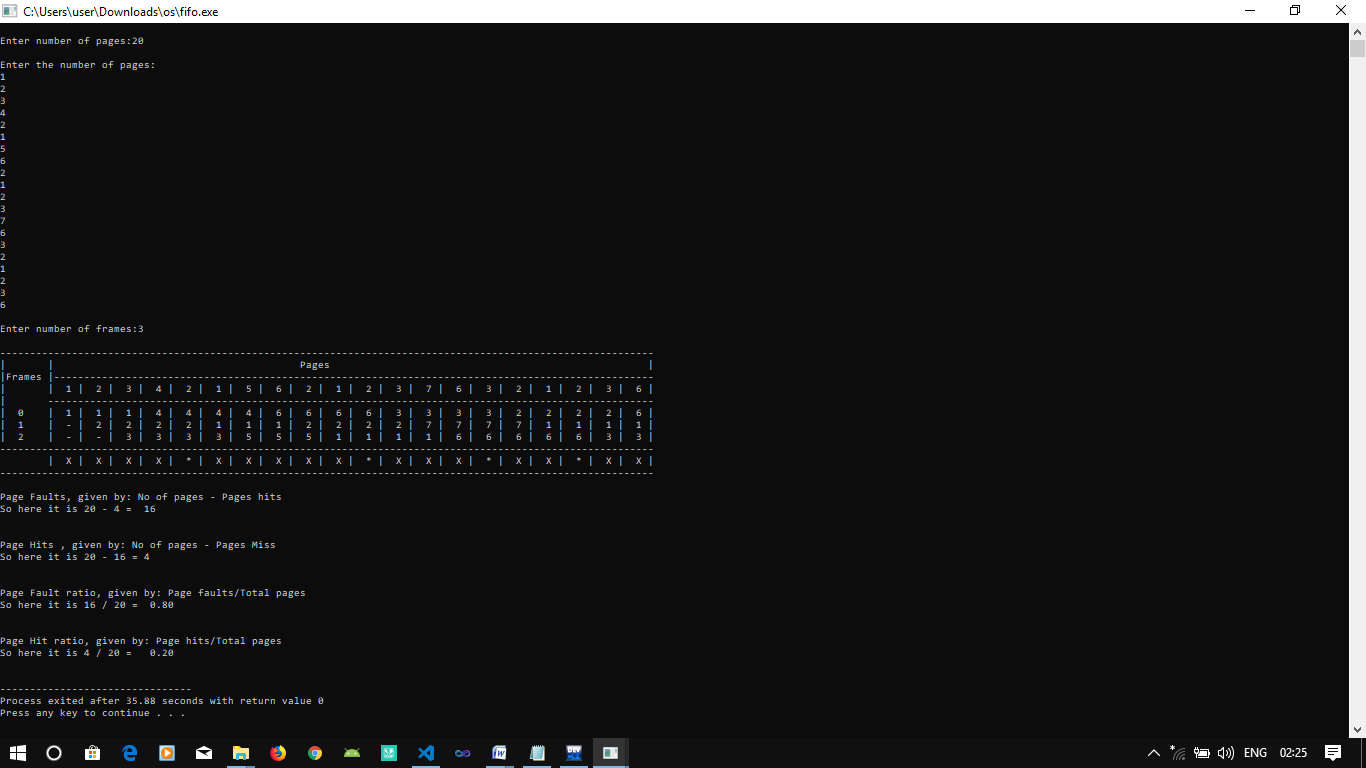 C:\Users\user\Downloads\os\fifo.exe
Enter number of pages:20
Enter the number of pages:
1
2
3
4
2
1
5
6
2
1
2
3
7
6
3
2
1
2
3
6
Enter number of frames:3
-------------------------------------------------------------------------------------------------------------
|       |                                         Pages                                                     |
|Frames |----------------------------------------------------------------------------------------------------
|       |  1 |  2 |  3 |  4 |  2 |  1 |  5 |  6 |  2 |  1 |  2 |  3 |  7 |  6 |  3 |  2 |  1 |  2 |  3 |  6 |
|       -----------------------------------------------------------------------------------------------------
|  0    |  1 |  1 |  1 |  4 |  4 |  4 |  4 |  6 |  6 |  6 |  6 |  3 |  3 |  3 |  3 |  2 |  2 |  2 |  2 |  6 |
|  1    |  - |  2 |  2 |  2 |  2 |  1 |  1 |  1 |  2 |  2 |  2 |  2 |  7 |  7 |  7 |  7 |  1 |  1 |  1 |  1 |
|  2    |  - |  - |  3 |  3 |  3 |  3 |  5 |  5 |  5 |  1 |  1 |  1 |  1 |  6 |  6 |  6 |  6 |  6 |  3 |  3 |
-------------------------------------------------------------------------------------------------------------
        |  X |  X |  X |  X |  * |  X |  X |  X |  X |  X |  * |  X |  X |  X |  * |  X |  X |  * |  X |  X |
-------------------------------------------------------------------------------------------------------------
Page Faults, given by: No of pages - Pages hits
So here it is 20 - 4 =  16
Page Hits , given by: No of pages - Pages Miss
So here it is 20 - 16 = 4
Page Fault ratio, given by: Page faults/Total pages
So here it is 16 / 20 =  0.80
Page Hit ratio, given by: Page hits/Total pages
So here it is 4 / 20 =   0.20
--------------------------------
Process exited after 35.88 seconds with return value 0
Press any key to continue . . .
W DEV ENG 02:25